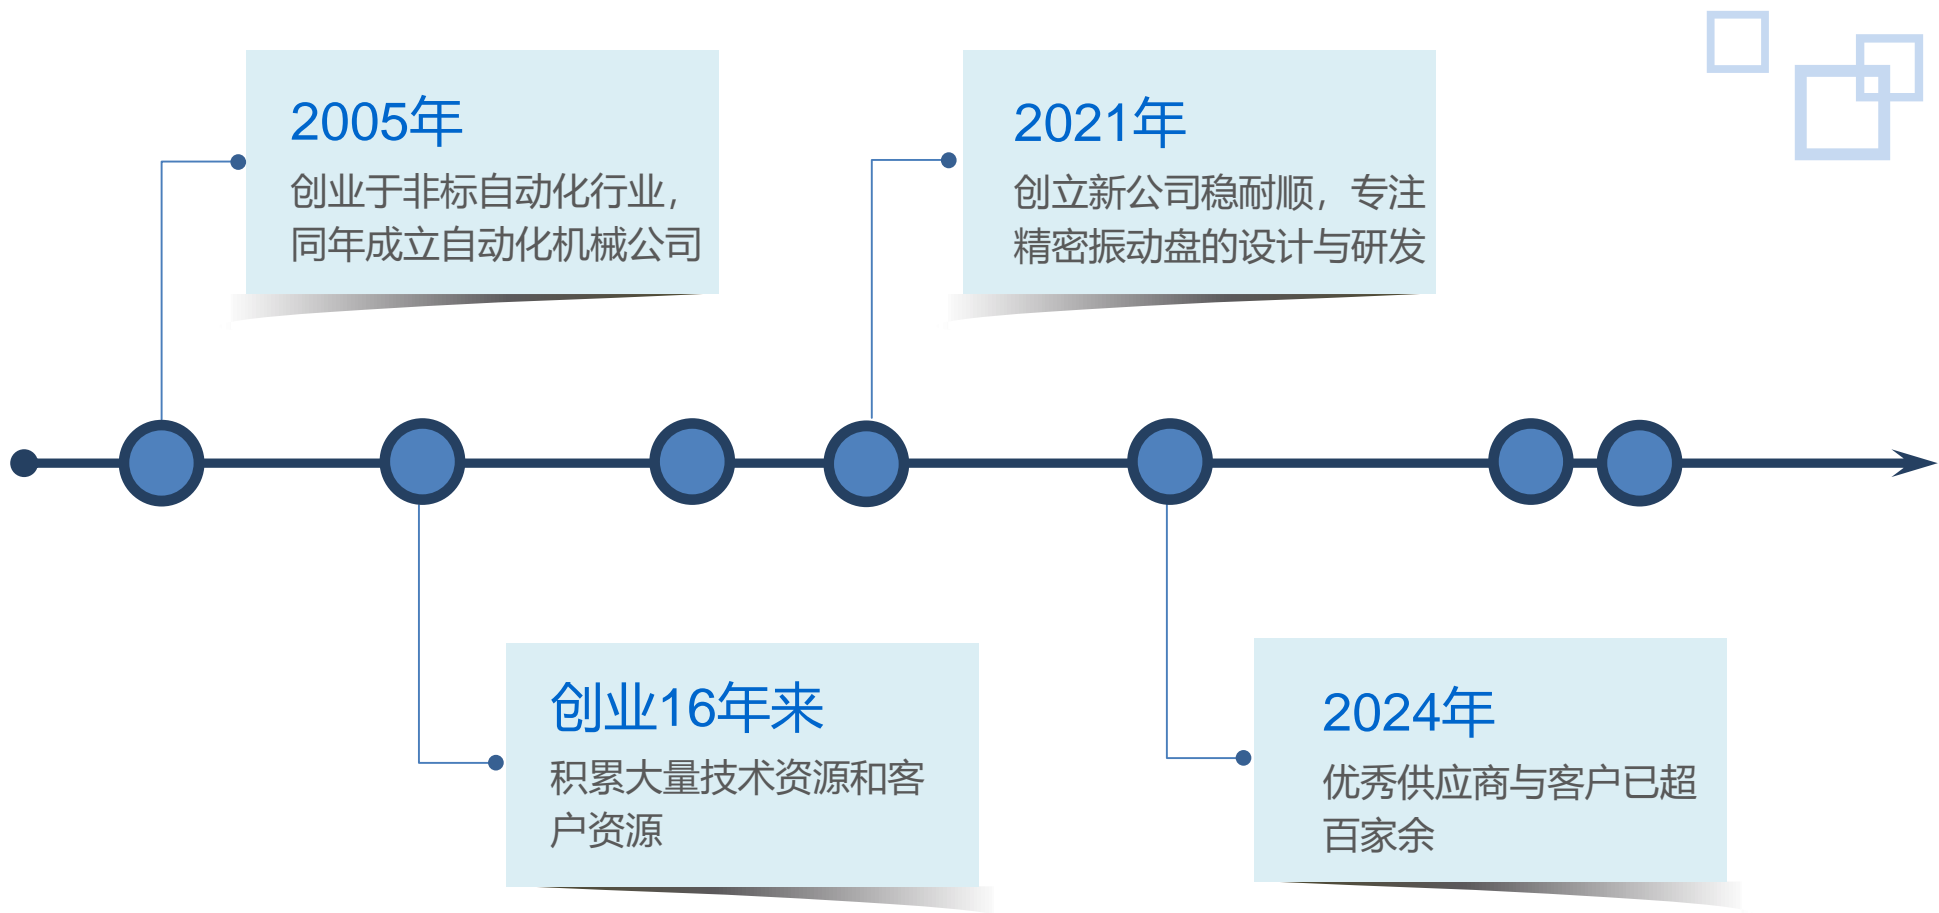 2005年
创业于非标自动化行业，
同年成立自动化机械公司
2021年
创立新公司稳耐顺，专注
精密振动盘的设计与研发
创业16年来
积累大量技术资源和客
户资源
2024年
优秀供应商与客户已超
百家余